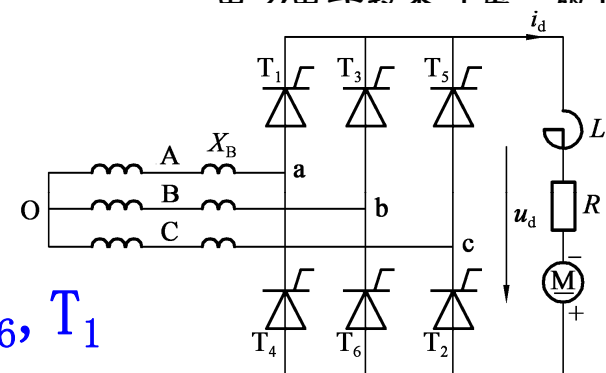 i_d
T_1 T_3 T_5
L
A X_B a
B b
O
C c
u_d R
M
−
+
6, T_1
T_4 T_6 T_2